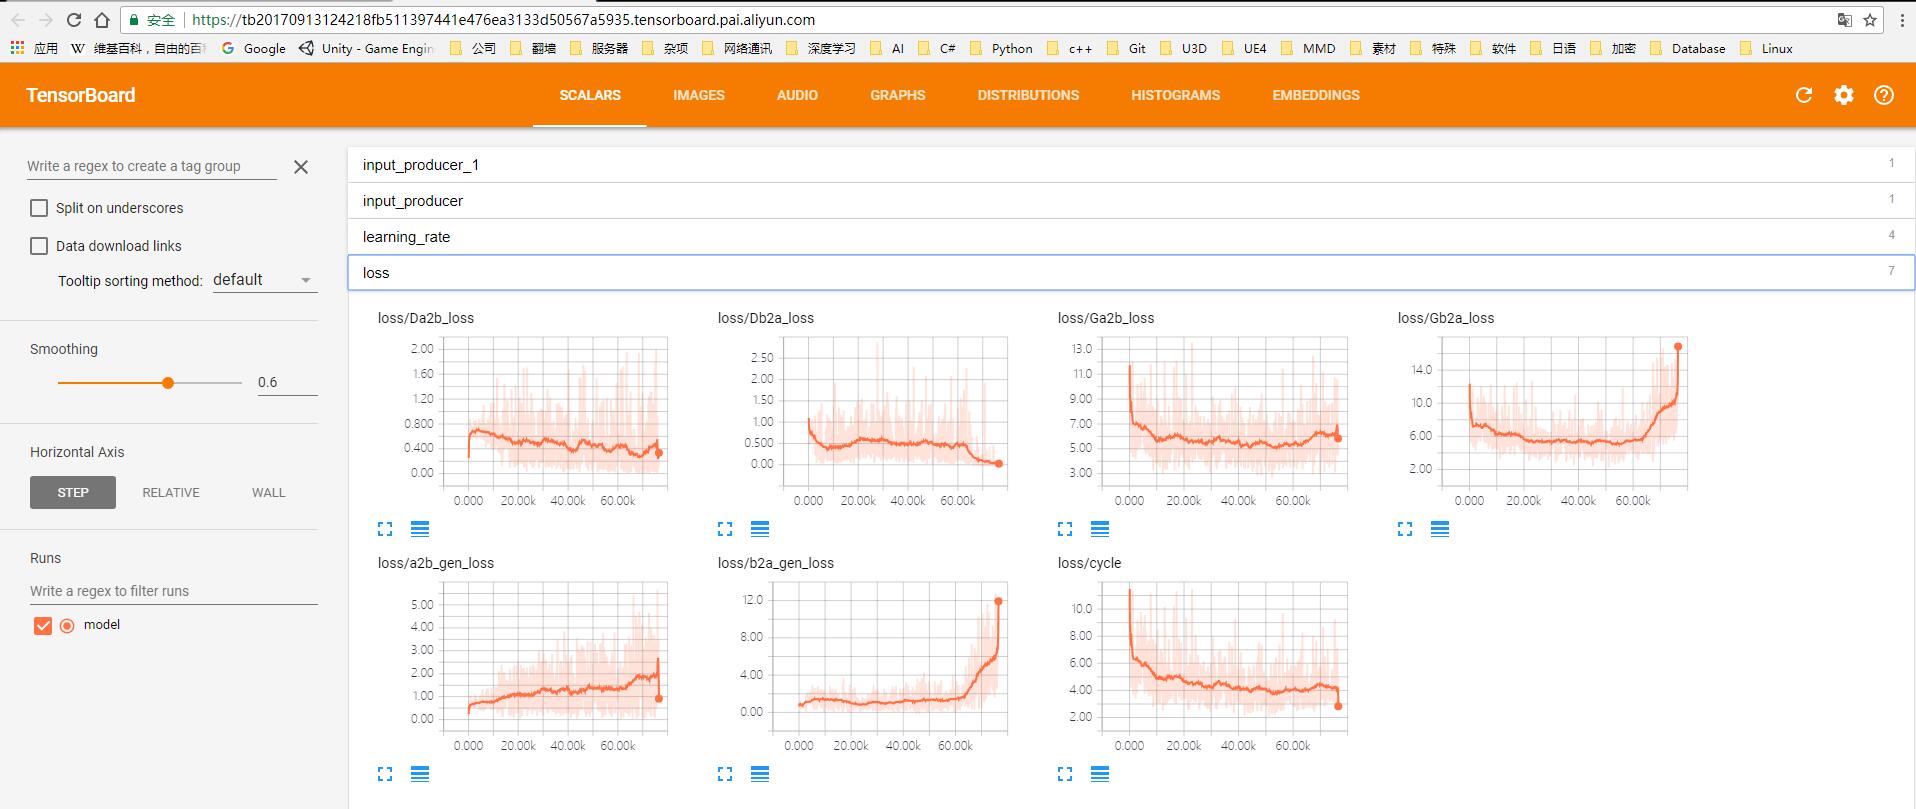 安全 https://tb20170913124218fb511397441e476ea3133d50567a5935.tensorboard.pai.aliyun.com
应用 维基百科，自由的百科 Google Unity - Game Engin 公司 翻墙 服务器 杂项 网络通讯 深度学习 AI C# Python c++ Git U3D UE4 MMD 素材 特殊 软件 日语 加密 Database Linux
TensorBoard SCALARS IMAGES AUDIO GRAPHS DISTRIBUTIONS HISTOGRAMS EMBEDDINGS
Write a regex to create a tag group
Split on underscores
Data download links
Tooltip sorting method: default
Smoothing
0.6
Horizontal Axis
STEP RELATIVE WALL
Runs
Write a regex to filter runs
model
input_producer_1 1
input_producer 1
learning_rate 4
loss 7
loss/Da2b_loss
2.00
1.60
1.20
0.800
0.400
0.00
0.000 20.00k 40.00k 60.00k
loss/Db2a_loss
2.50
2.00
1.50
1.00
0.500
0.00
0.000 20.00k 40.00k 60.00k
loss/Ga2b_loss
13.0
11.0
9.00
7.00
5.00
3.00
0.000 20.00k 40.00k 60.00k
loss/Gb2a_loss
14.0
10.0
6.00
2.00
0.000 20.00k 40.00k 60.00k
loss/a2b_gen_loss
5.00
4.00
3.00
2.00
1.00
0.00
0.000 20.00k 40.00k 60.00k
loss/b2a_gen_loss
12.0
8.00
4.00
0.00
0.000 20.00k 40.00k 60.00k
loss/cycle
10.0
8.00
6.00
4.00
2.00
0.000 20.00k 40.00k 60.00k